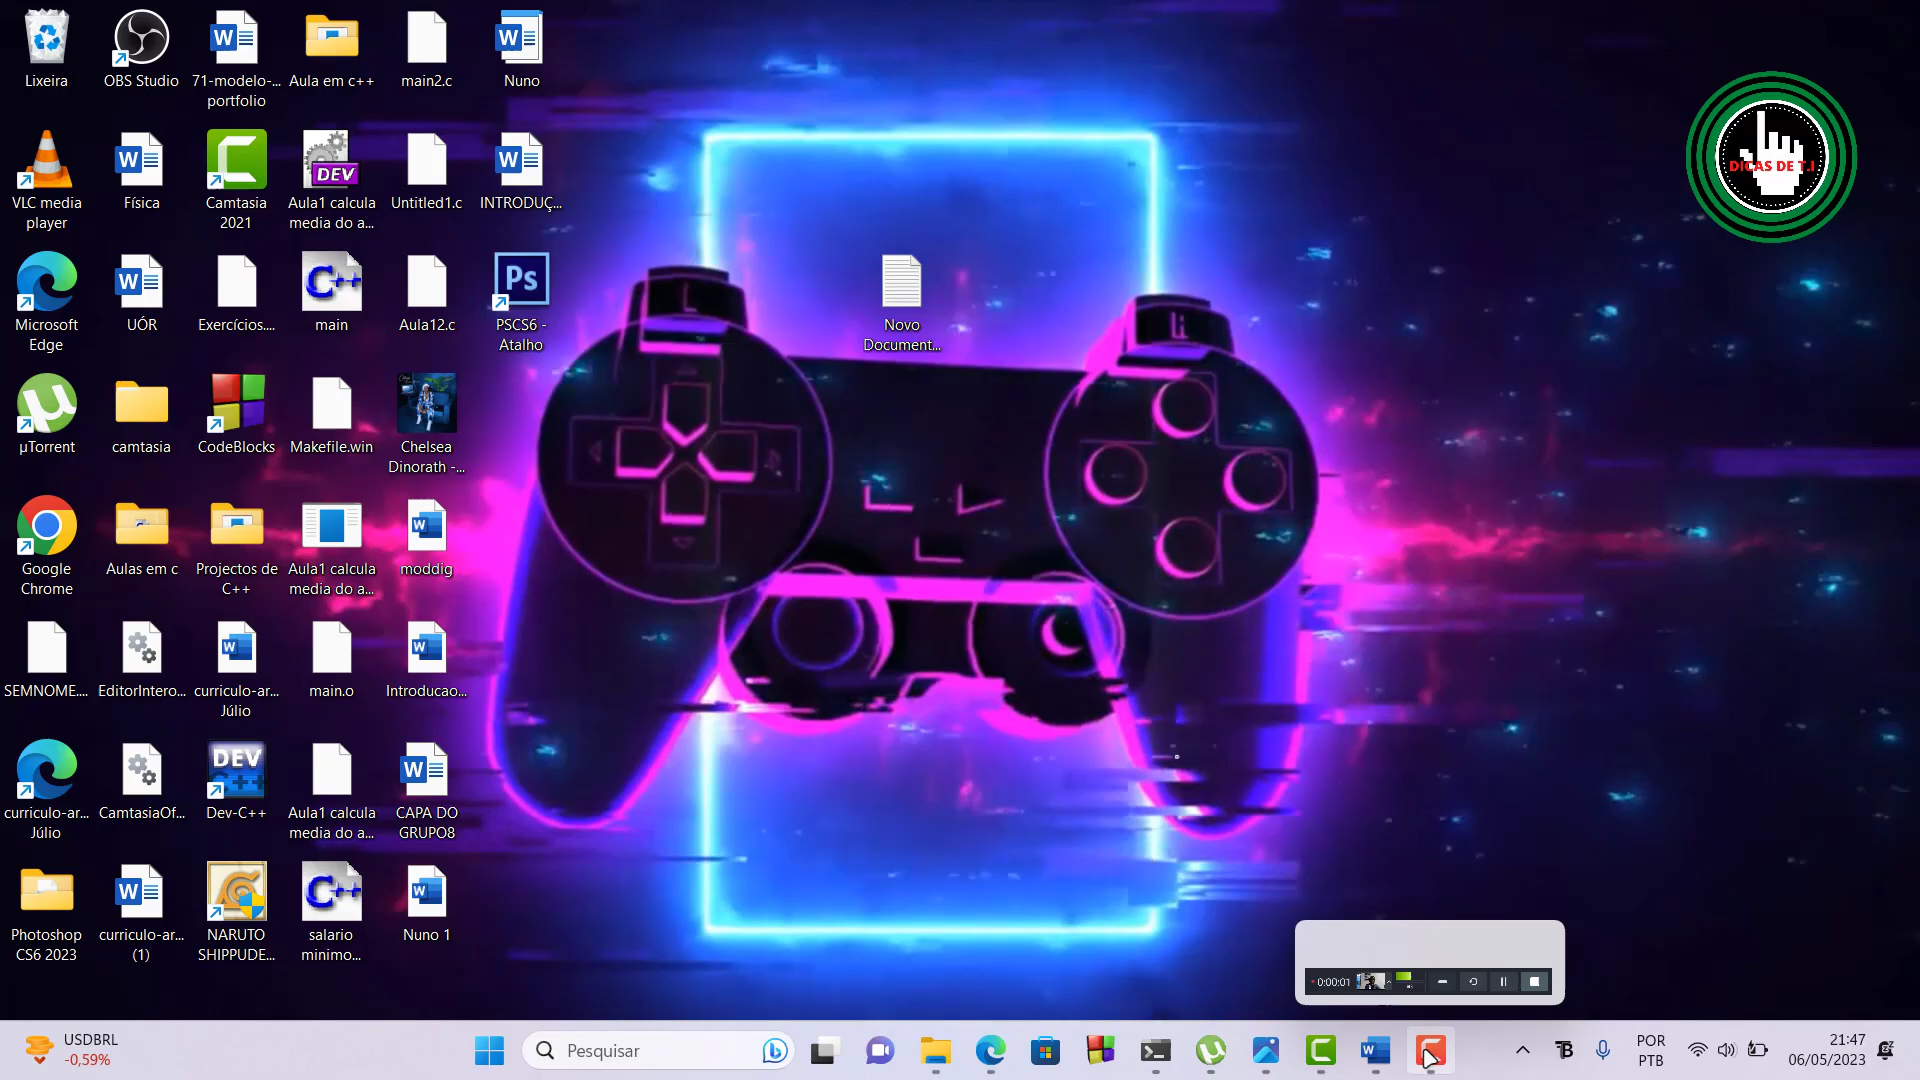 Lixeira
OBS Studio
71-modelo-...
portfolio
Aula em c++
main2.c
Nuno
VLC media
player
Física
Camtasia
2021
DEV
Aula1 calcula
media do a...
Untitled1.c
INTRODUÇ...
Microsoft
Edge
UÓR
Exercícios....
C++
main
Aula12.c
Ps
PSCS6 -
Atalho
Novo
Document...
µTorrent
camtasia
CodeBlocks
Makefile.win
Chelsea
Dinorath -...
Google
Chrome
Aulas em c
Projectos de
C++
Aula1 calcula
media do a...
moddig
SEMNOME....
EditorIntero...
curriculo-ar...
Júlio
main.o
Introducao...
curriculo-ar...
Júlio
CamtasiaOf...
DEV
Dev-C++
Aula1 calcula
media do a...
CAPA DO
GRUPO8
Photoshop
CS6 2023
curriculo-ar...
(1)
NARUTO
SHIPPUDE...
C++
salario
minimo...
Nuno 1
DICAS DE T.I
0:00:01
USDBRL
-0,59%
Pesquisar
POR
PTB
21:47
06/05/2023